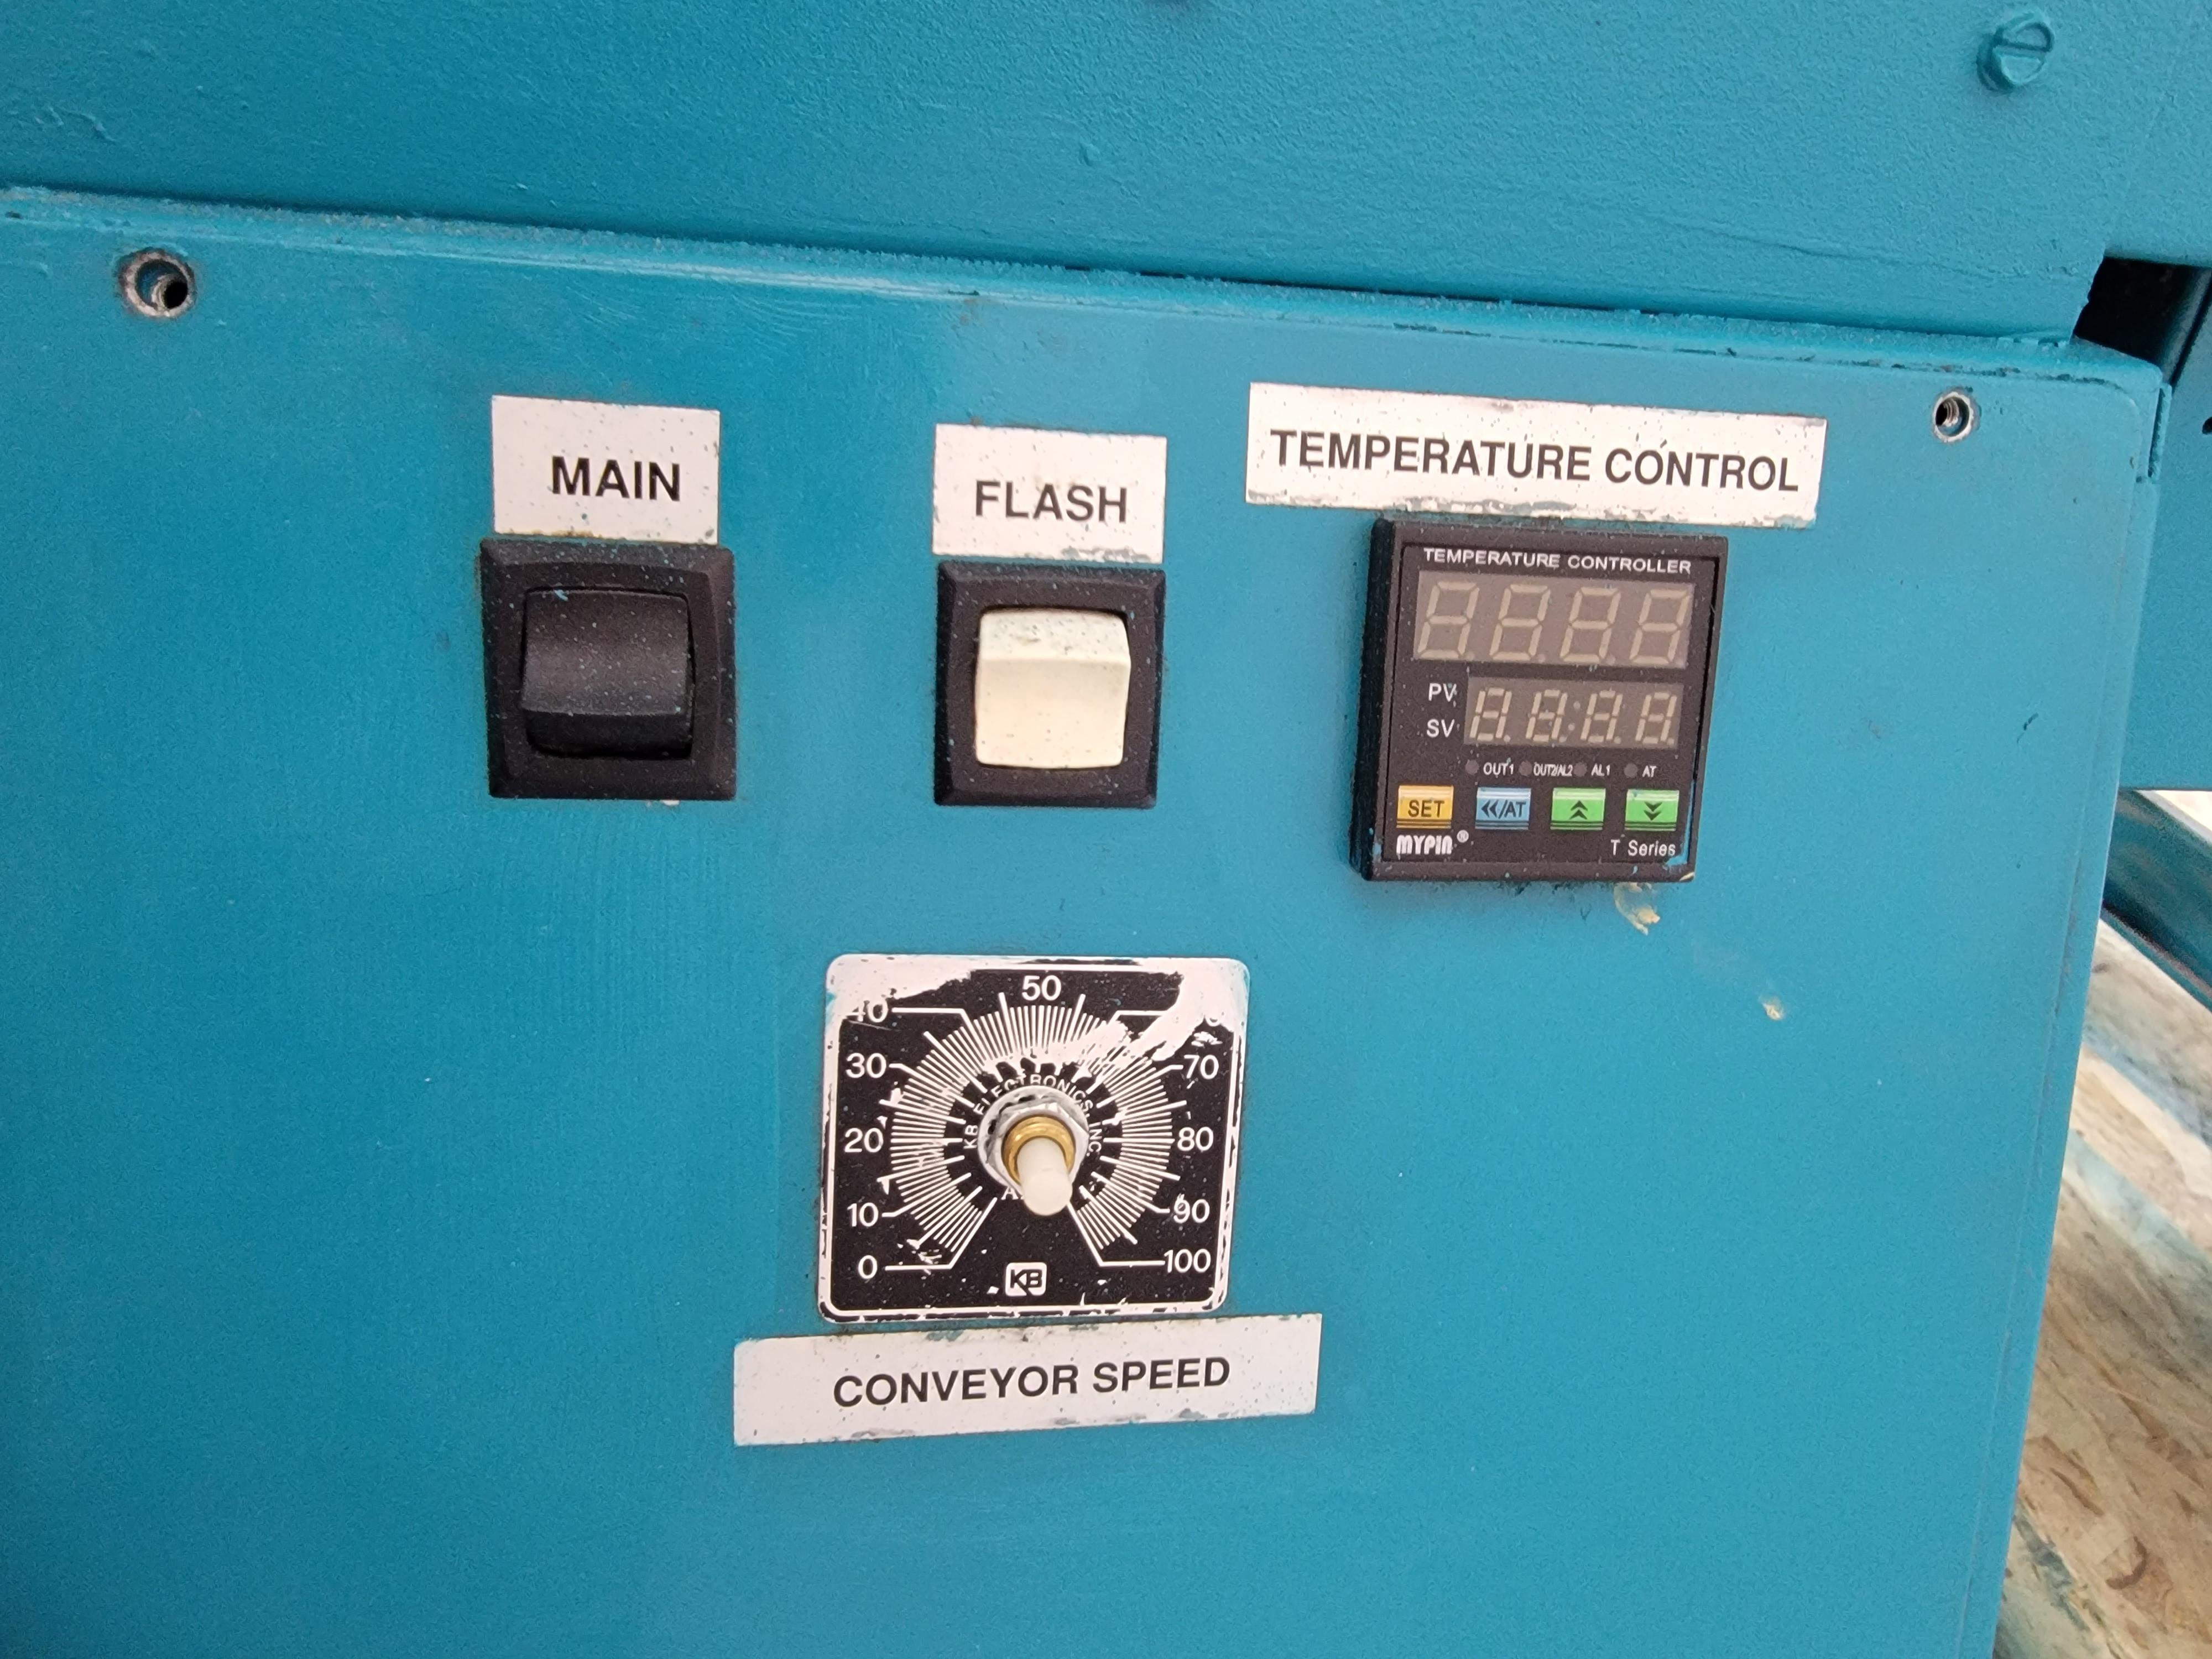 MAIN
FLASH
TEMPERATURE CONTROL
TEMPERATURE CONTROLLER
PV
SV
OUT1 OUT2/AL2 AL1 AT
SET «/AT
MYPIN® T Series
50
40
30 70
KB ELECTRONICS, INC.
20 80
10 90
0 100
KB
CONVEYOR SPEED